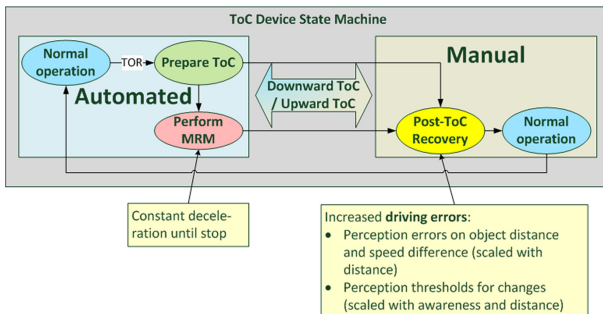 ToC Device State Machine
Normal
operation
TOR
Prepare ToC
Automated
Perform
MRM
Downward ToC
/ Upward ToC
Manual
Post-ToC
Recovery
Normal
operation
Constant decele-
ration until stop
Increased driving errors:
• Perception errors on object distance
and speed difference (scaled with
distance)
• Perception thresholds for changes
(scaled with awareness and distance)